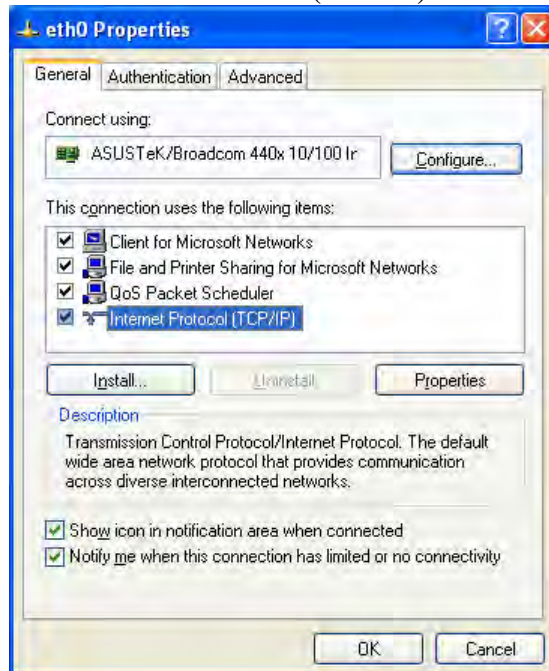 eth0 Properties
General Authentication Advanced
Connect using:
ASUSTeK/Broadcom 440x 10/100 Ir
Configure...
This connection uses the following items:
Client for Microsoft Networks
File and Printer Sharing for Microsoft Networks
QoS Packet Scheduler
Internet Protocol (TCP/IP)
Install... Uninstall Properties
Description
Transmission Control Protocol/Internet Protocol. The default
wide area network protocol that provides communication
across diverse interconnected networks.
Show icon in notification area when connected
Notify me when this connection has limited or no connectivity
OK Cancel